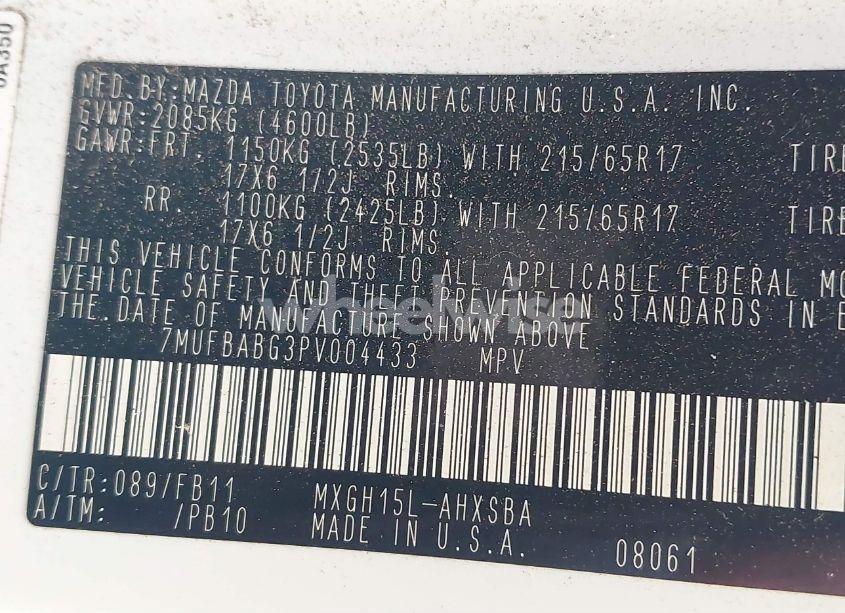 0A350
MFD.BY:MAZDA TOYOTA MANUFACTURING U.S.A. INC.
GVWR:2085KG (4600LB)
GAWR:FRT. 1150KG (2535LB) WITH 215/65R17 TIRE
17X6 1/2J RIMS.
RR. 1100KG (2425LB) WITH 215/65R17 TIRE
17X6 1/2J RIMS.
THIS VEHICLE CONFORMS TO ALL APPLICABLE FEDERAL MO
VEHICLE SAFETY AND THEFT PREVENTION STANDARDS IN E
THE DATE OF MANUFACTURE SHOWN ABOVE
wheelwise
7MUFBABG3PV004433 MPV
C/TR:089/FB11 MXGH15L-AHXSBA
A/TM: /PB10 MADE IN U.S.A. 08061